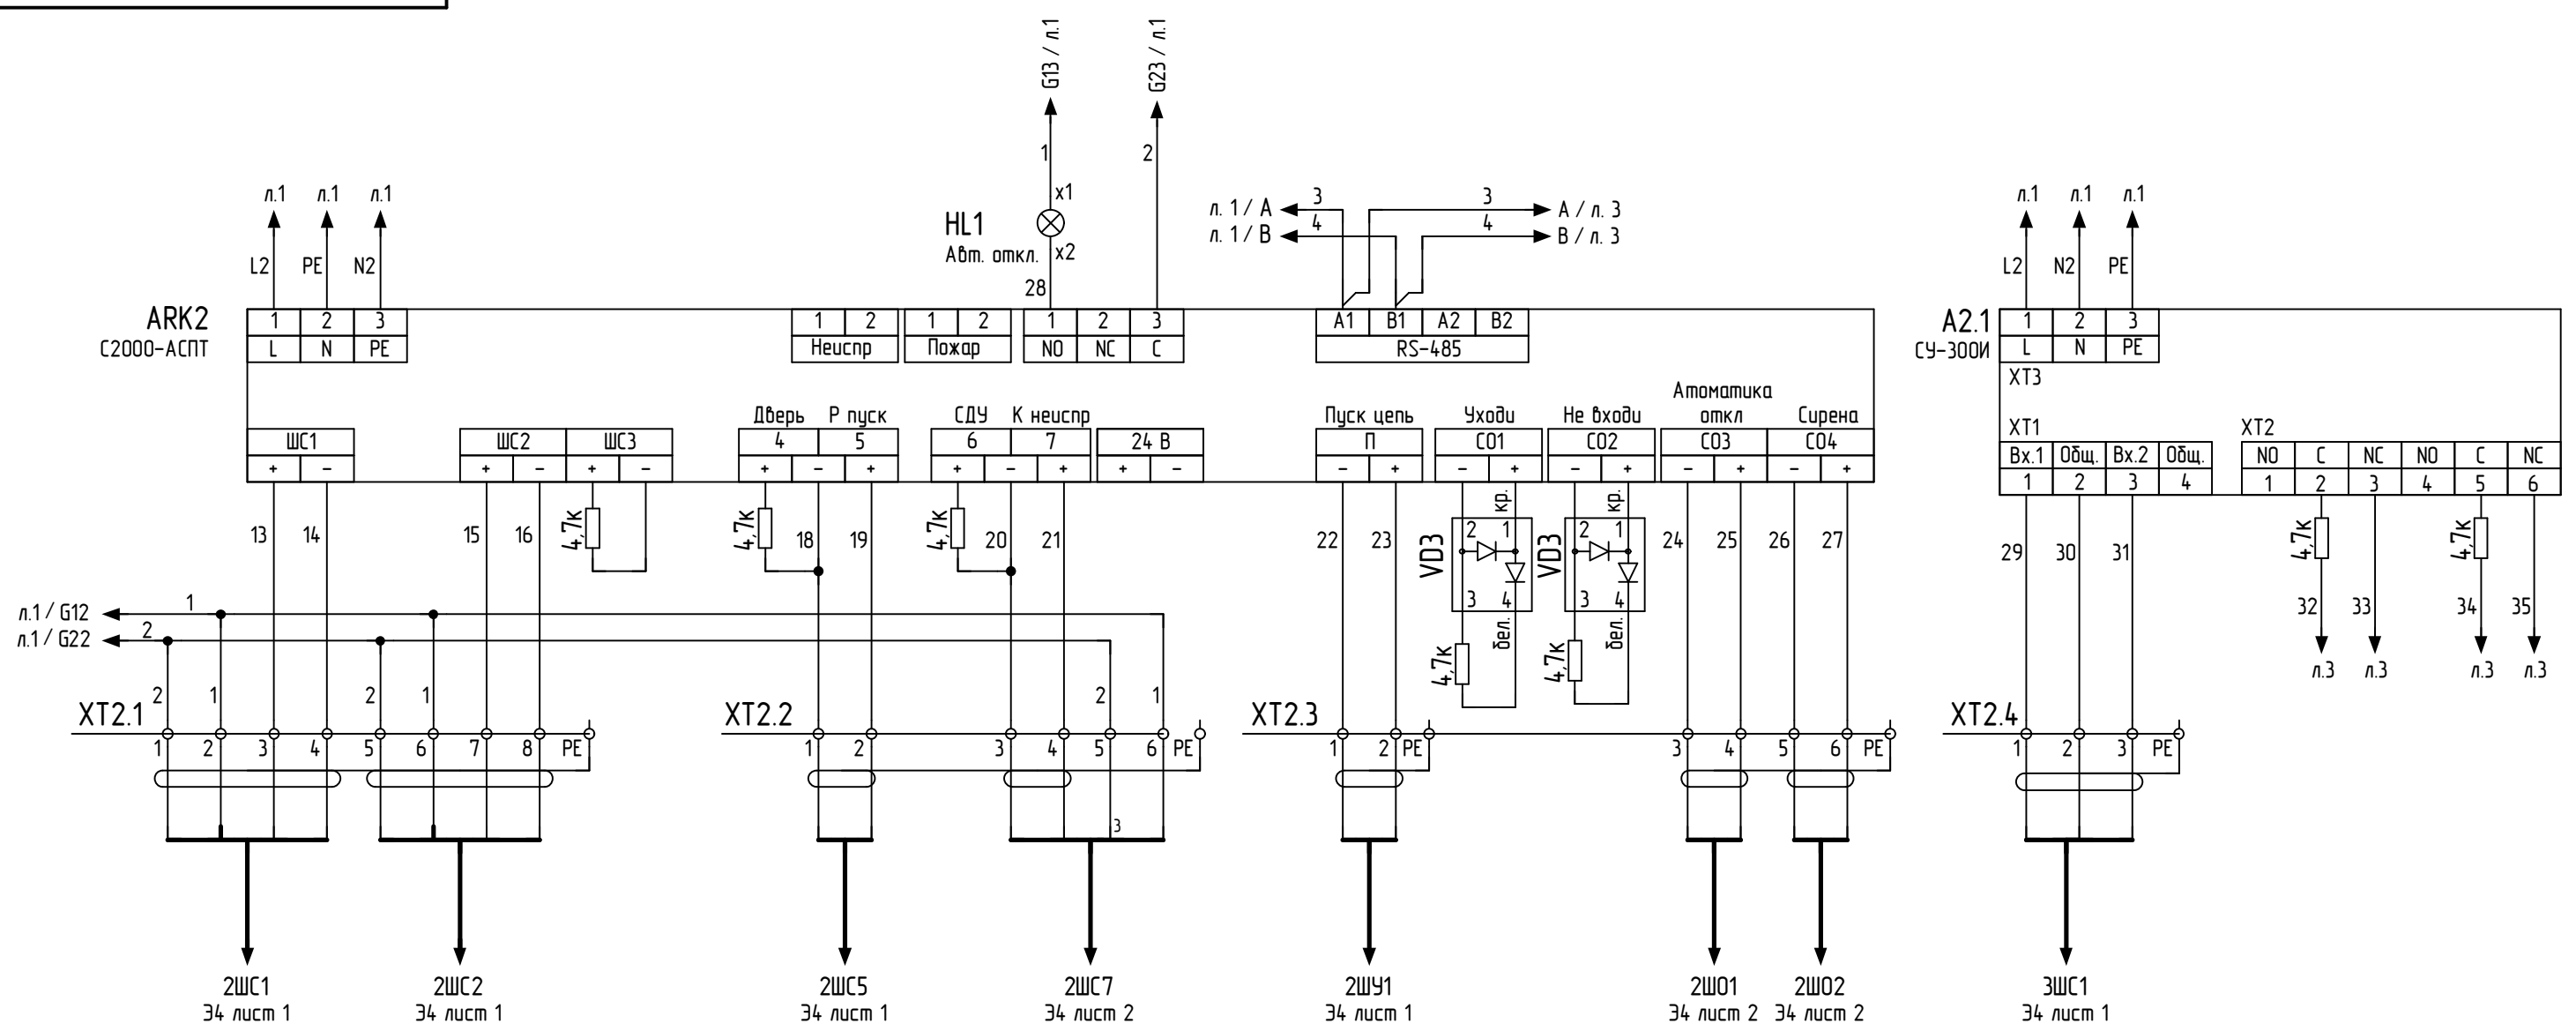 G13 / л.1
G23 / л.1
1
2
л.1 л.1 л.1
L2 PE N2
HL1
Авт. откл.
x1
x2
28
л. 1 / А 3 3 А / л. 3
л. 1 / В 4 4 В / л. 3
л.1 л.1 л.1
L2 N2 PE
ARK2
С2000-АСПТ
1 2 3
L N PE
1 2
Неиспр
1 2
Пожар
1 2 3
NO NC C
A1 B1 A2 B2
RS-485
A2.1
СУ-300И
1 2 3
L N PE
XT3
XT1 XT2
Дверь Р пуск СДУ К неиспр Пуск цепь Уходи Не входи Атоматика
откл Сирена
ШС1 ШС2 ШС3 4 5 6 7 24 В П СО1 СО2 СО3 СО4
+ - + - + - + - + + - + + - - + - + - + - + - +
Вх.1 Общ. Вх.2 Общ. NO C NC NO C NC
1 2 3 4 1 2 3 4 5 6
13 14 15 16 4,7к 4,7к 18 19 4,7к 20 21 22 23
VD3 2 1 кр.
3 4 бел.
4,7к
VD3 2 1 кр.
3 4 бел.
4,7к
24 25 26 27
29 30 31
4,7к 4,7к
32 33 34 35
л.3 л.3 л.3 л.3
л.1 / G12 1
л.1 / G22 2
2 1 2 1 2 1
XT2.1 XT2.2 XT2.3 XT2.4
1 2 3 4 5 6 7 8 PE
1 2 3 4 5 6 PE
1 2 PE 3 4 5 6 PE
1 2 3 PE
3
2ШС1 2ШС2 2ШС5 2ШС7 2ШУ1 2ШО1 2ШО2 3ШС1
Э4 лист 1 Э4 лист 1 Э4 лист 1 Э4 лист 2 Э4 лист 1 Э4 лист 2 Э4 лист 2 Э4 лист 1